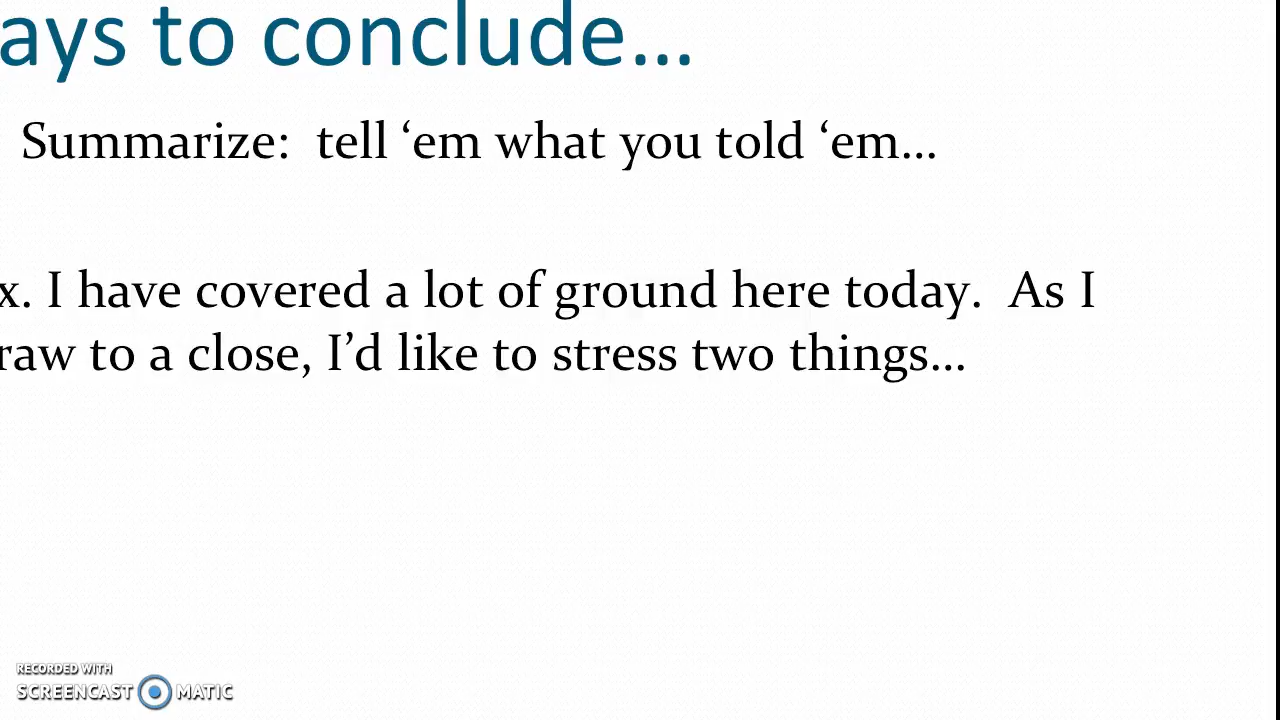 ays to conclude...
Summarize:  tell ‘em what you told ‘em...
x. I have covered a lot of ground here today.  As I
raw to a close, I’d like to stress two things...
RECORDED WITH
SCREENCAST MATIC